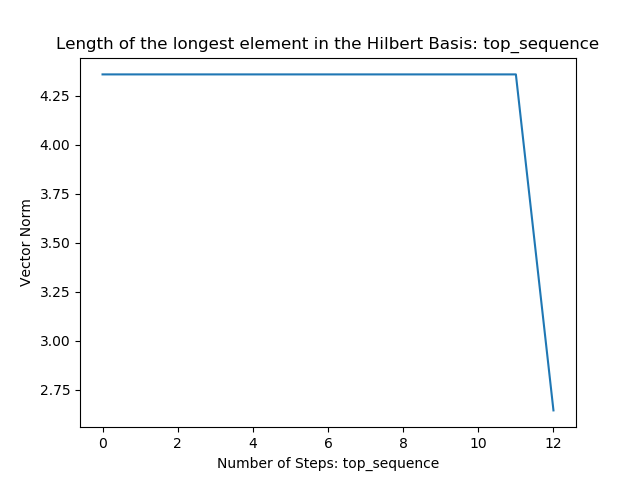 Length of the longest element in the Hilbert Basis: top_sequence
4.25
4.00
3.75
3.50
3.25
3.00
2.75
Vector Norm
0 2 4 6 8 10 12
Number of Steps: top_sequence